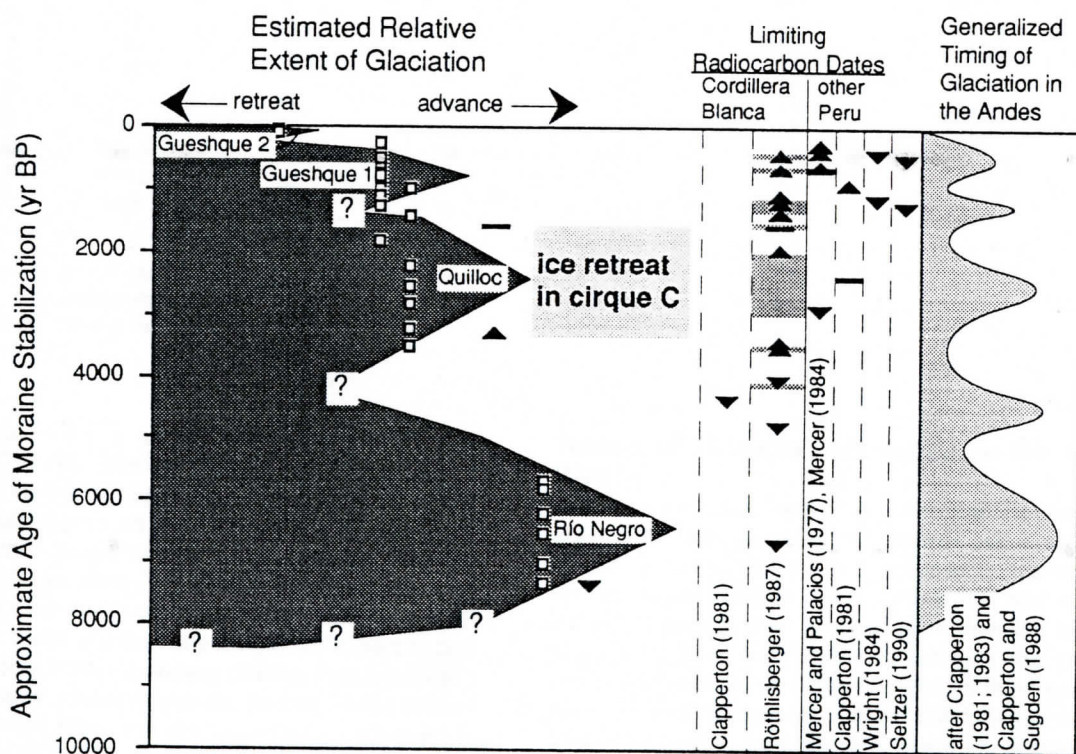 Estimated Relative
Extent of Glaciation
retreat
advance
Limiting
Radiocarbon Dates
Cordillera
Blanca
other
Peru
Generalized
Timing of
Glaciation in
the Andes
Approximate Age of Moraine Stabilization (yr BP)
0
2000
4000
6000
8000
10000
Gueshque 2
Gueshque 1
?
Quilloc
ice retreat
in cirque C
?
Río Negro
?
?
?
Clapperton (1981)
Röthlisberger (1987)
Mercer and Palacios (1977), Mercer (1984)
Clapperton (1981)
Wright (1984)
Seltzer (1990)
after Clapperton
(1981; 1983) and
Clapperton and
Sugden (1988)